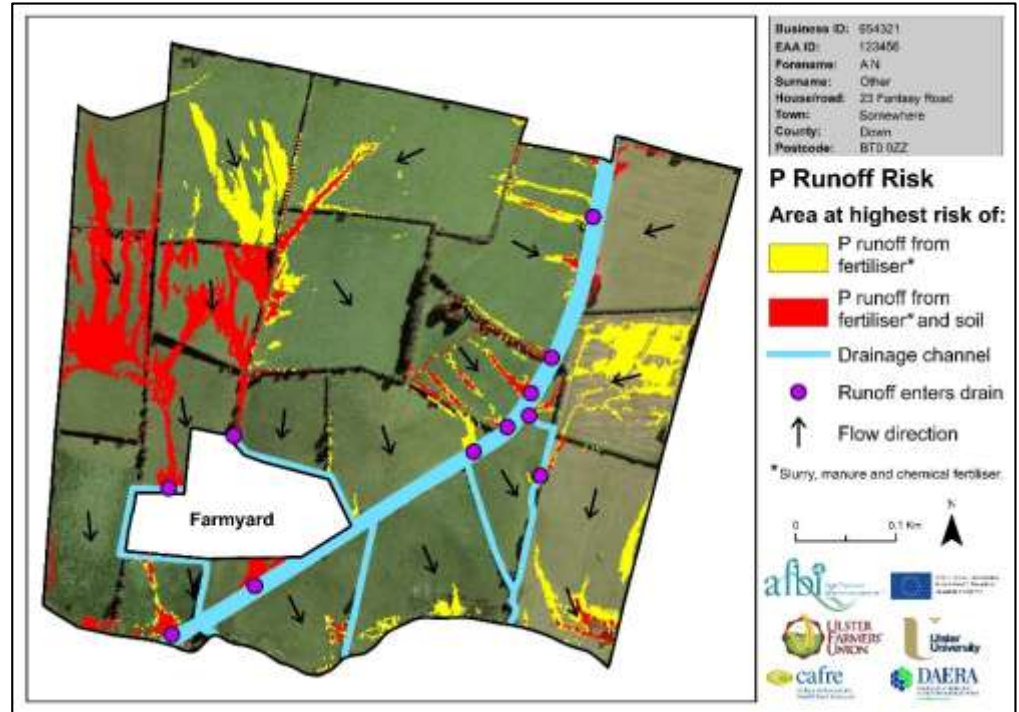 Business ID: 654321
EAA ID: 123456
Forename: A N
Surname: Other
House/road: 23 Fantasy Road
Town: Somewhere
County: Down
Postcode: BT0 0ZZ
P Runoff Risk
Area at highest risk of:
P runoff from
fertiliser*
P runoff from
fertiliser* and soil
Drainage channel
Runoff enters drain
Flow direction
*Slurry, manure and chemical fertiliser.
N
0 0.1 Km
Farmyard
afbi
ULSTER
FARMERS'
UNION
Ulster
University
cafre
DAERA